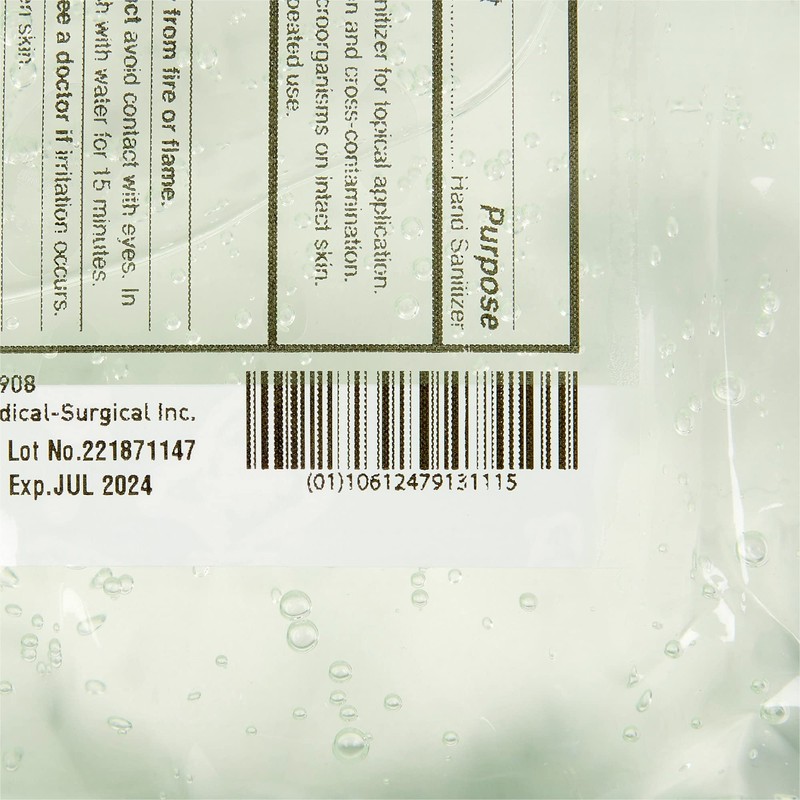 Purpose
Hand Sanitizer
nitizer for topical application.
n and cross-contamination.
croorganisms on intact skin.
peated use.
from fire or flame.
ct avoid contact with eyes. In
h with water for 15 minutes.
ee a doctor if irritation occurs.
en skin.
908
dical-Surgical Inc.
Lot No.221871147
Exp.JUL 2024
(01)10612479131115